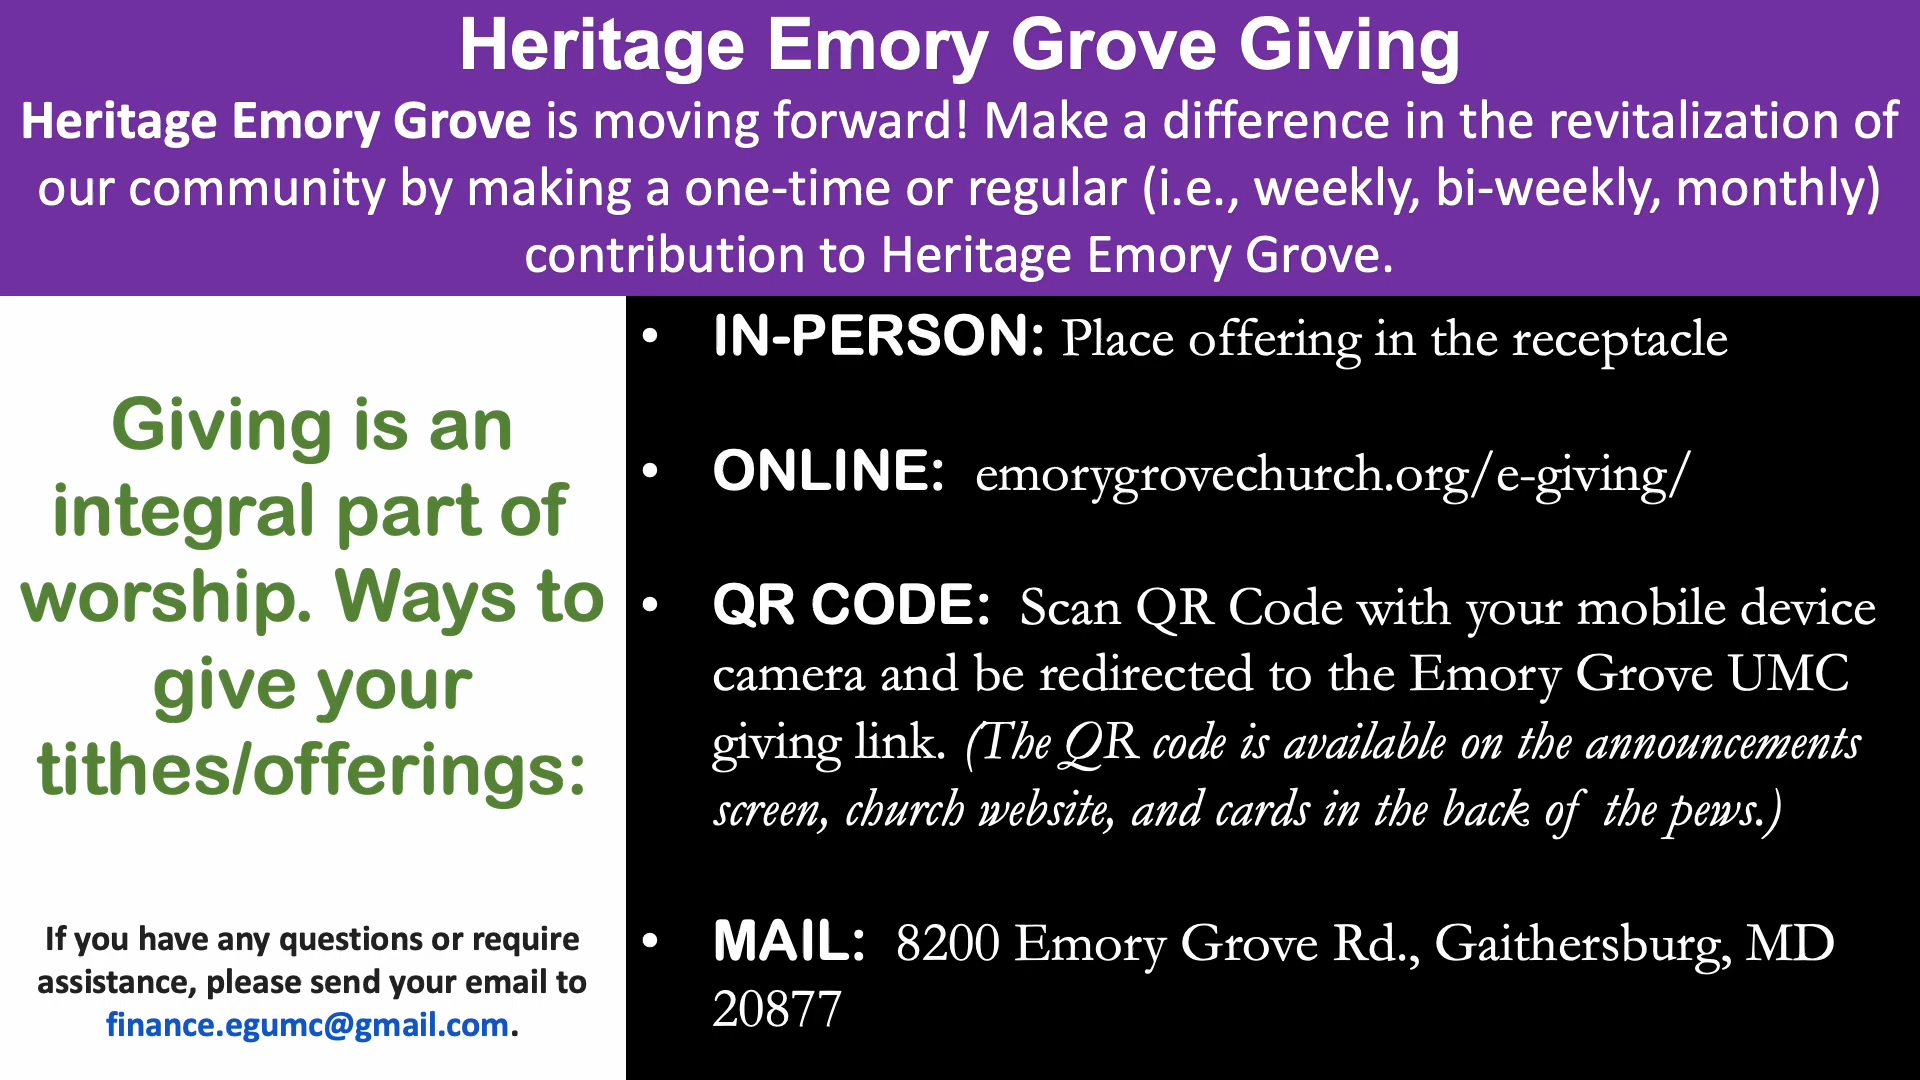 Heritage Emory Grove Giving
Heritage Emory Grove is moving forward! Make a difference in the revitalization of
our community by making a one-time or regular (i.e., weekly, bi-weekly, monthly)
contribution to Heritage Emory Grove.
Giving is an
integral part of
worship. Ways to
give your
tithes/offerings:
If you have any questions or require
assistance, please send your email to
finance.egumc@gmail.com.
• IN-PERSON: Place offering in the receptacle
• ONLINE: emorygrovechurch.org/e-giving/
• QR CODE: Scan QR Code with your mobile device
camera and be redirected to the Emory Grove UMC
giving link. (The QR code is available on the announcements
screen, church website, and cards in the back of the pews.)
• MAIL: 8200 Emory Grove Rd., Gaithersburg, MD
20877